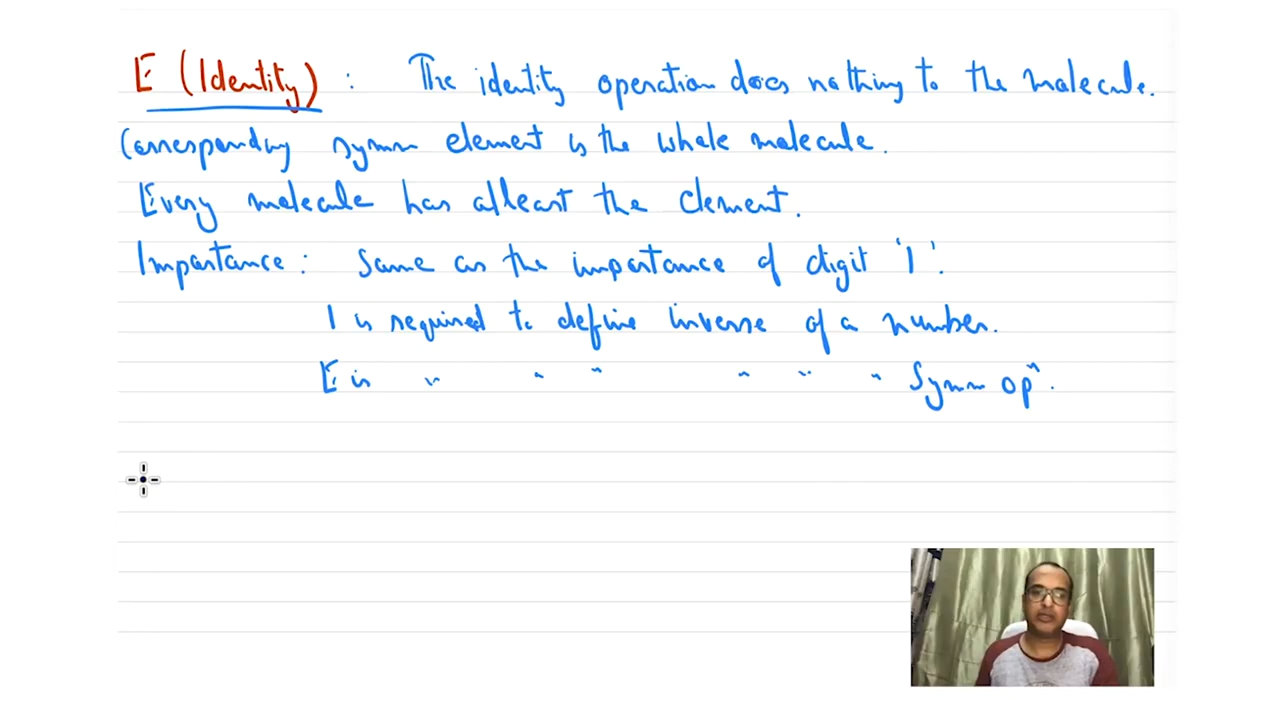 E (Identity) : The identity operation does nothing to the molecule.
Corresponding symm element is the whole molecule.
Every molecule has atleast the element.
Importance : Same as the importance of digit '1'.
1 is required to define inverse of a number.
E is " " " " " " Symm opⁿ.